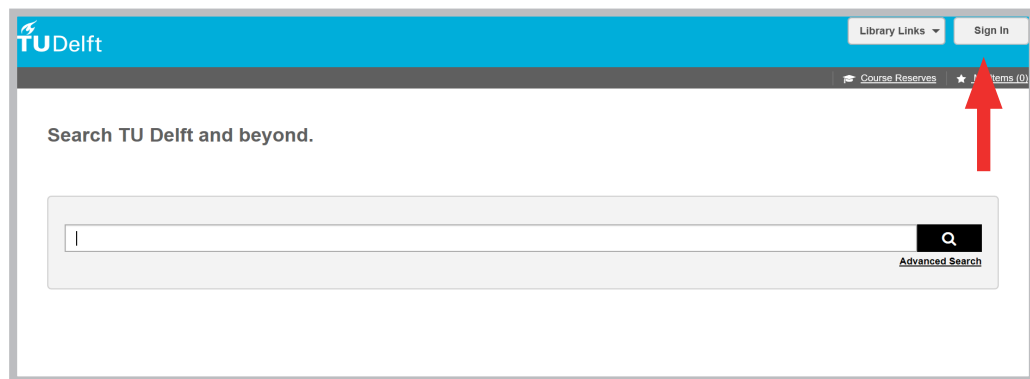 TUDelft
Library Links
Sign In
Course Reserves
Items (0)
Search TU Delft and beyond.
Advanced Search